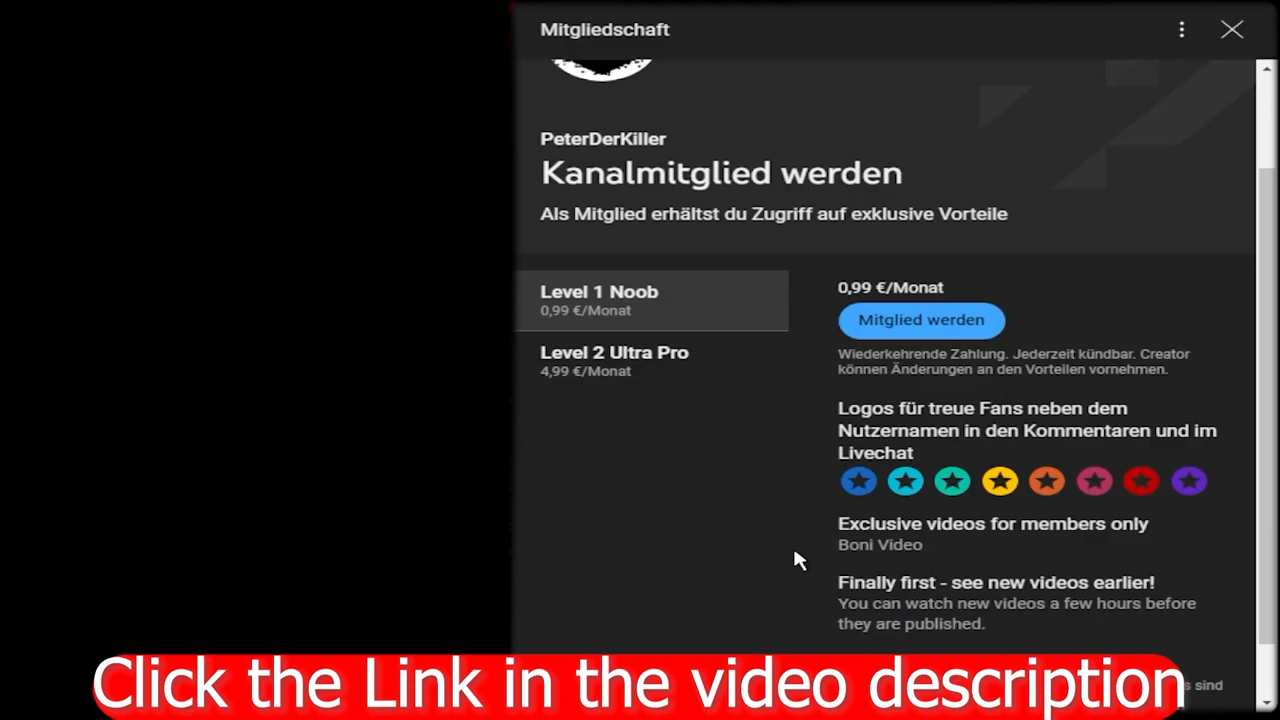 Mitgliedschaft
PeterDerKiller
Kanalmitglied werden
Als Mitglied erhältst du Zugriff auf exklusive Vorteile
Level 1 Noob
0,99 €/Monat
Level 2 Ultra Pro
4,99 €/Monat
0,99 €/Monat
Mitglied werden
Wiederkehrende Zahlung. Jederzeit kündbar. Creator
können Änderungen an den Vorteilen vornehmen.
Logos für treue Fans neben dem
Nutzernamen in den Kommentaren und im
Livechat
Exclusive videos for members only
Boni Video
Finally first - see new videos earlier!
You can watch new videos a few hours before
they are published.
sind
Click the Link in the video description